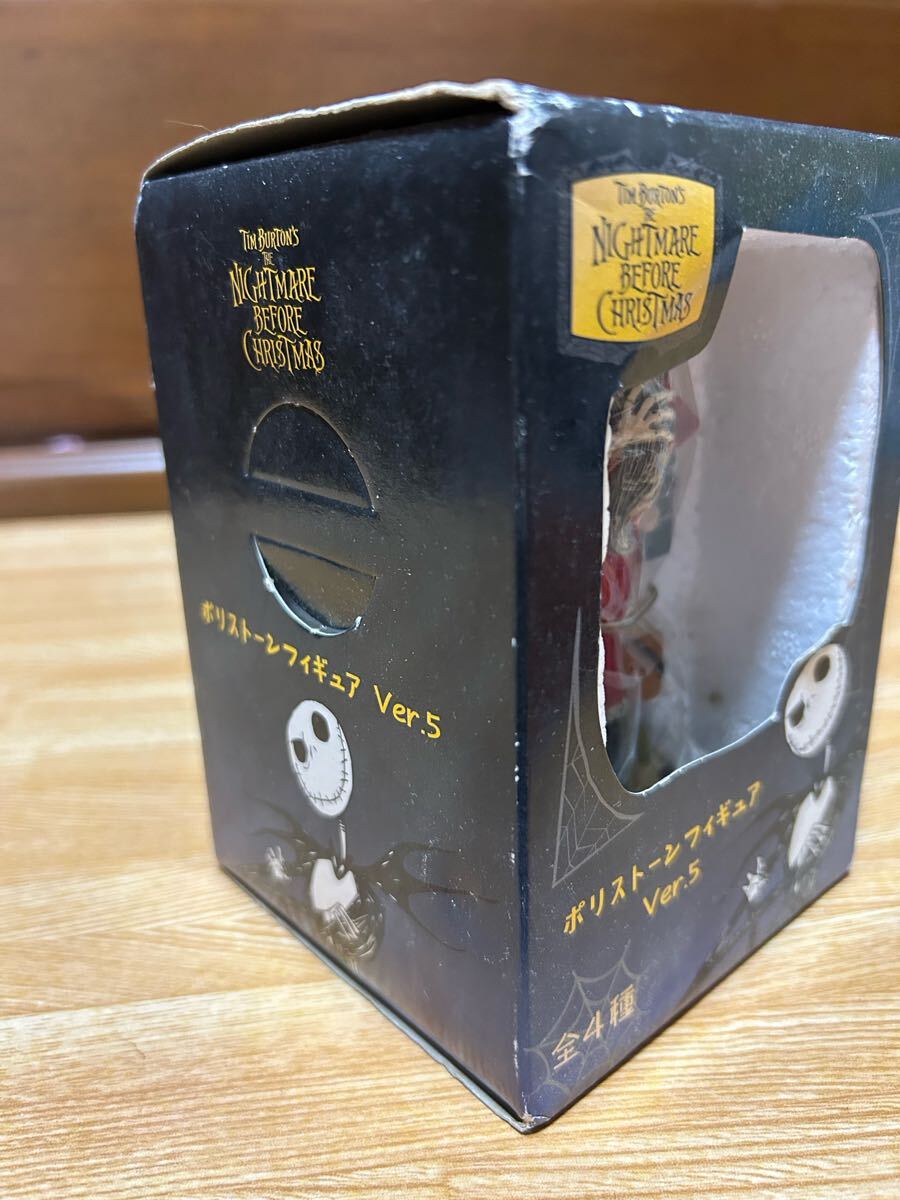 TIM BURTON'S
THE
NIGHTMARE
BEFORE
CHRISTMAS
ポリストーンフィギュア Ver.5
TIM BURTON'S
THE
NIGHTMARE
BEFORE
CHRISTMAS
ポリストーンフィギュア
Ver.5
全4種